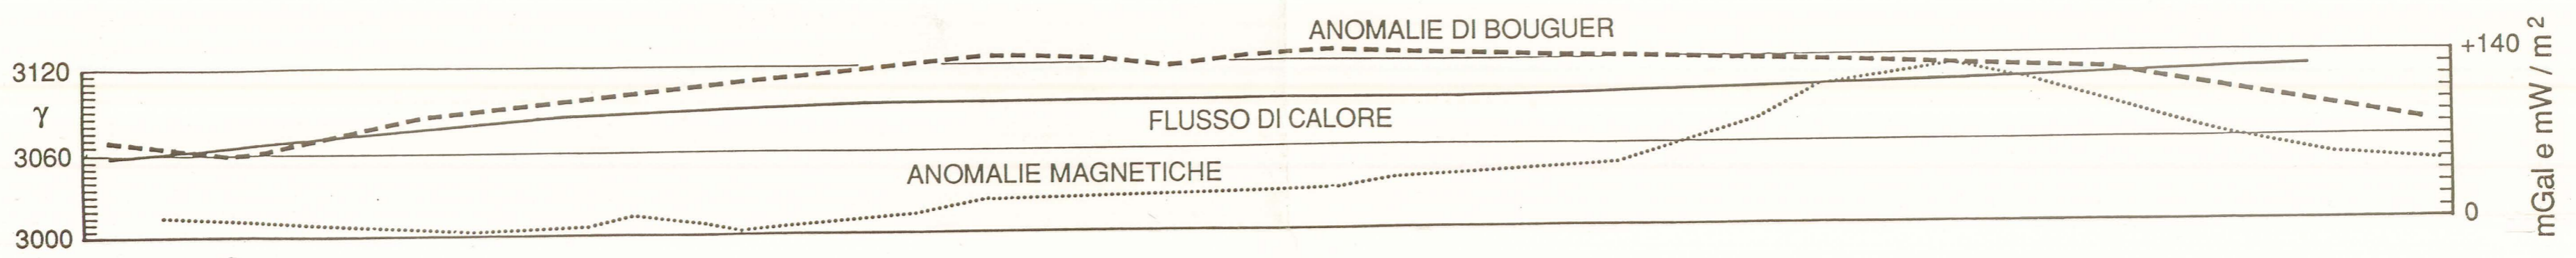 ANOMALIE DI BOUGUER
3120
+140
γ
FLUSSO DI CALORE
3060
ANOMALIE MAGNETICHE
3000
0
mGal e mW / m²